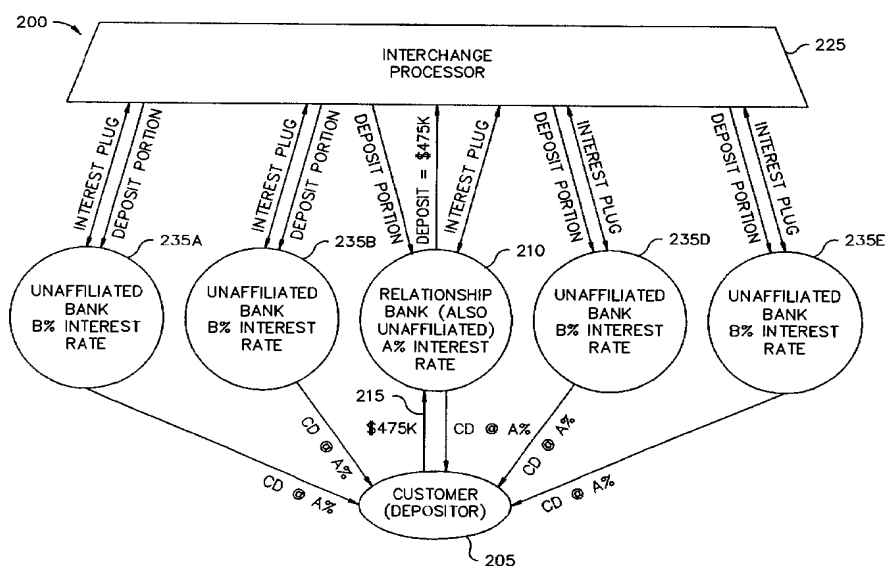 200
225
INTERCHANGE
PROCESSOR
INTEREST PLUG
DEPOSIT PORTION
INTEREST PLUG
DEPOSIT PORTION
DEPOSIT PORTION
DEPOSIT = $475K
INTEREST PLUG
DEPOSIT PORTION
INTEREST PLUG
DEPOSIT PORTION
INTEREST PLUG
235A
235B
210
235D
235E
UNAFFILIATED
BANK
B% INTEREST
RATE
UNAFFILIATED
BANK
B% INTEREST
RATE
RELATIONSHIP
BANK (ALSO
UNAFFILIATED)
A% INTEREST
RATE
UNAFFILIATED
BANK
B% INTEREST
RATE
UNAFFILIATED
BANK
B% INTEREST
RATE
215
$475K
CD @ A%
CD @ A%
CD @ A%
CD @ A%
CD @ A%
CUSTOMER
(DEPOSITOR)
205